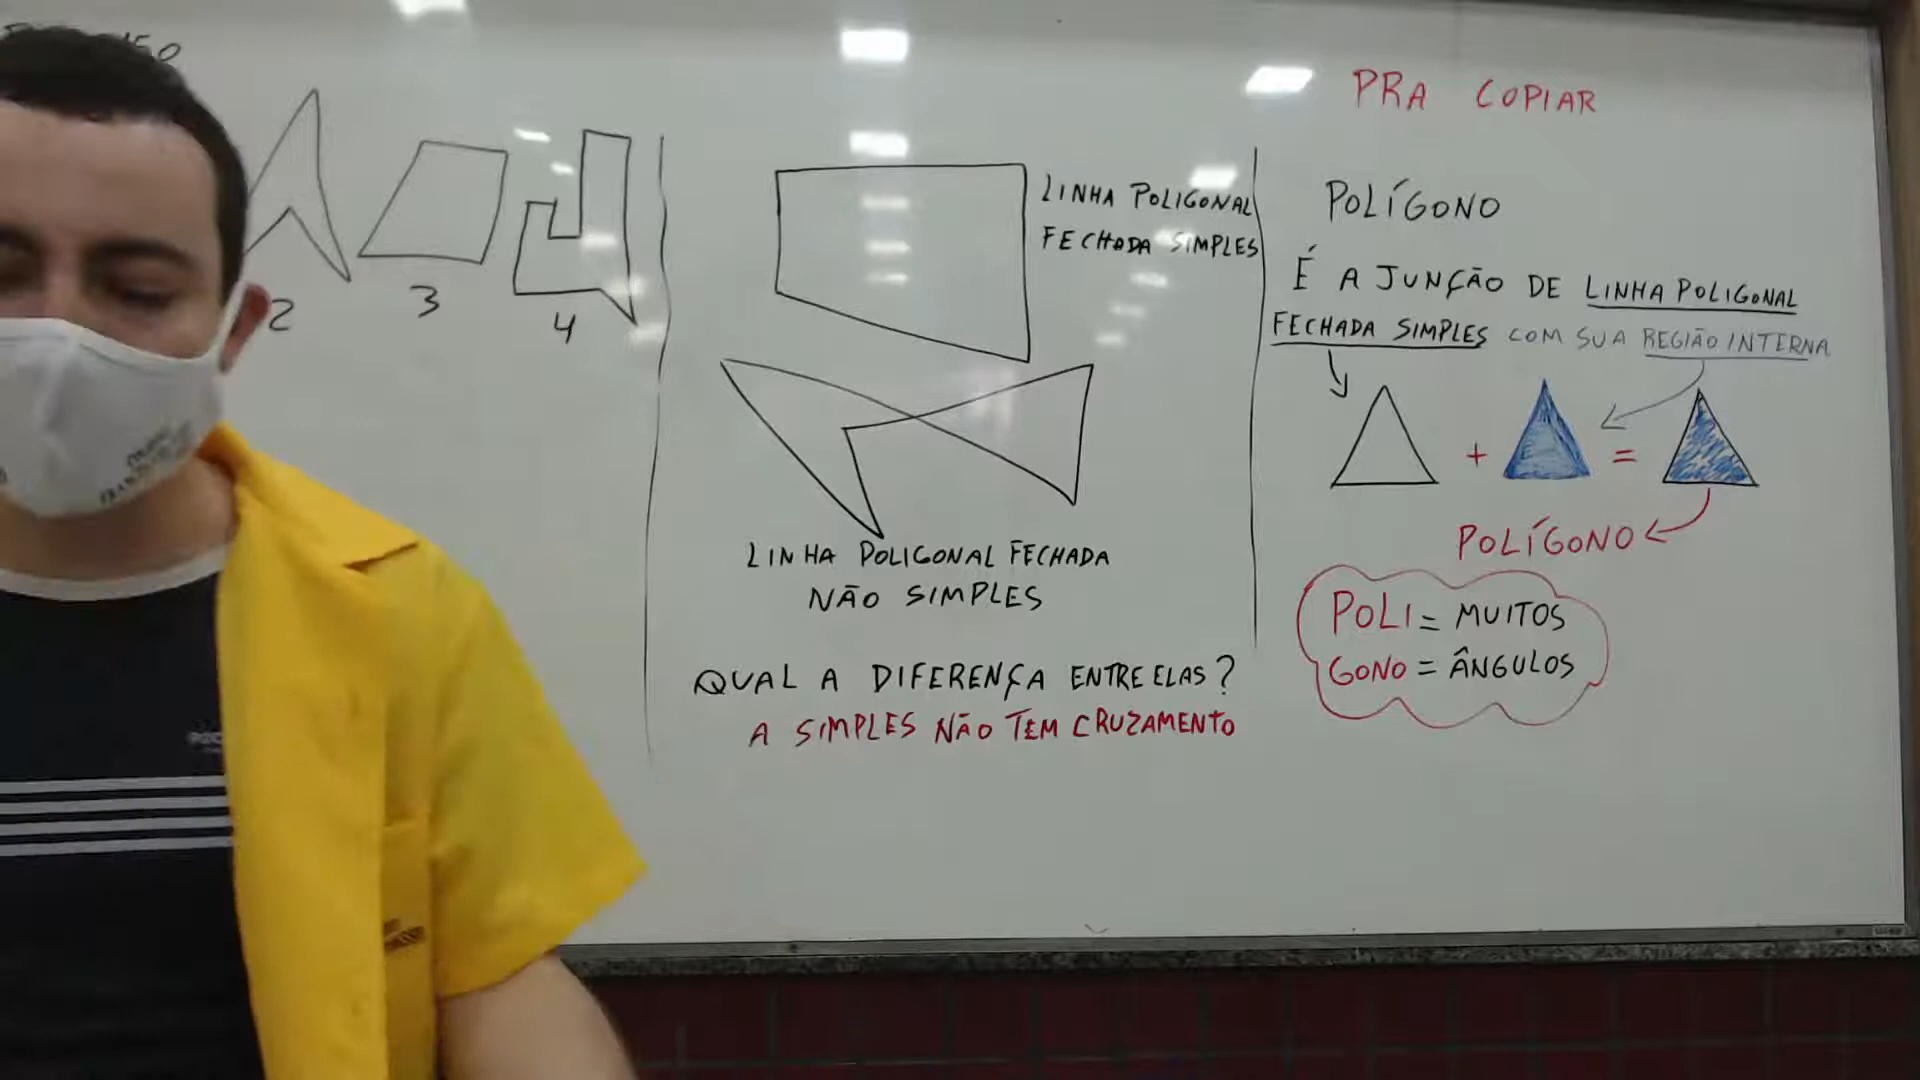 2
3
4
LINHA POLIGONAL
FECHADA SIMPLES
LINHA POLIGONAL FECHADA
NÃO SIMPLES
QUAL A DIFERENÇA ENTRE ELAS?
A SIMPLES NÃO TEM CRUZAMENTO
PRA COPIAR
POLÍGONO
É A JUNÇÃO DE LINHA POLIGONAL
FECHADA SIMPLES COM SUA REGIÃO INTERNA
+ =
POLÍGONO
POLI = MUITOS
GONO = ÂNGULOS